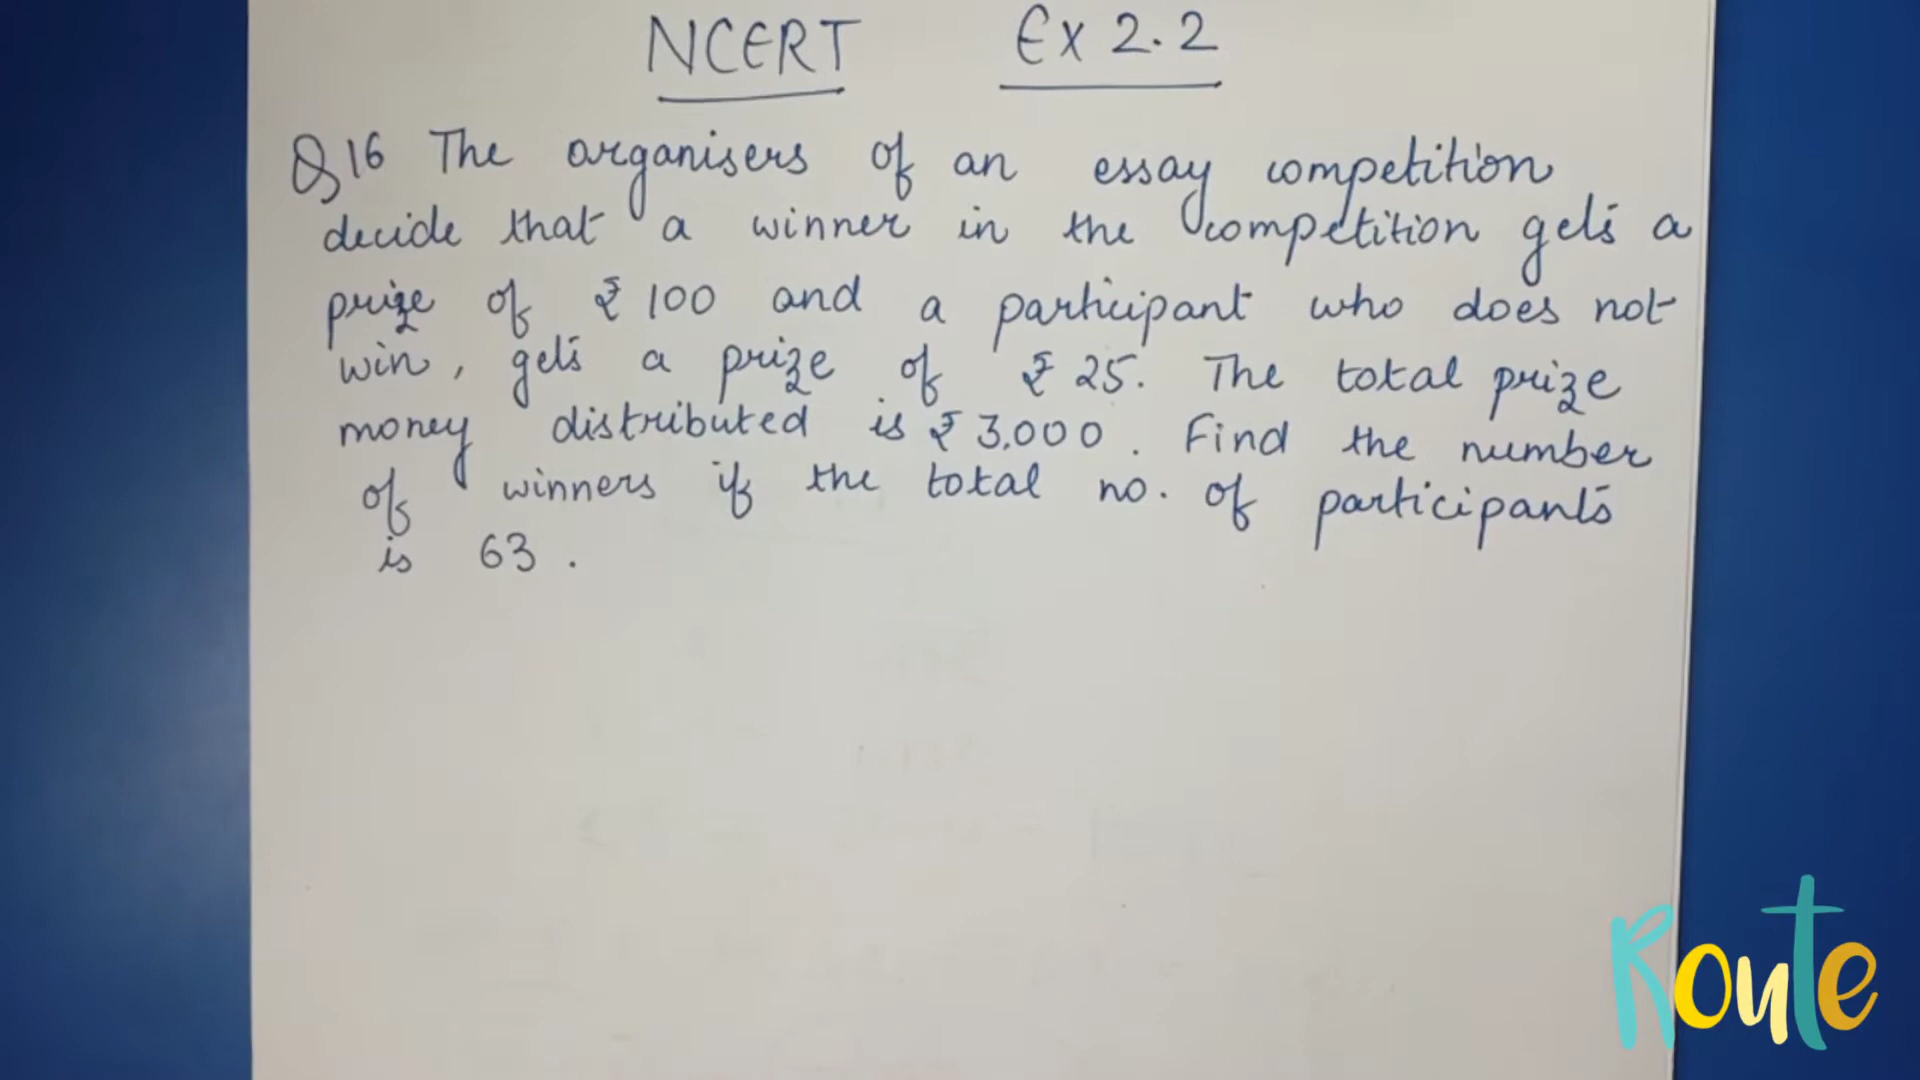 NCERT Ex 2.2
Q16 The organisers of an essay competition
decide that a winner in the competition gets a
prize of ₹ 100 and a participant who does not
win, gets a prize of ₹ 25. The total prize
money distributed is ₹ 3,000. Find the number
of winners if the total no. of participants
is 63.
Route